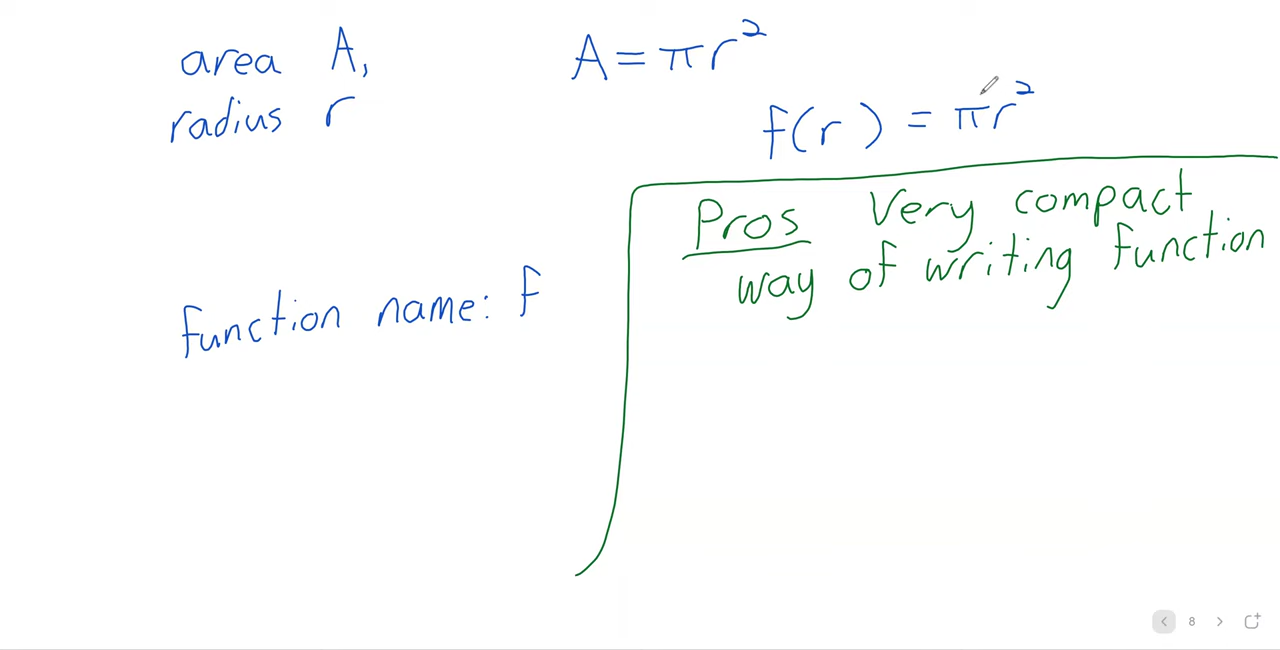 area A,
radius r
A = πr²
f(r) = πr²
Pros Very compact
way of writing function
function name: f
8